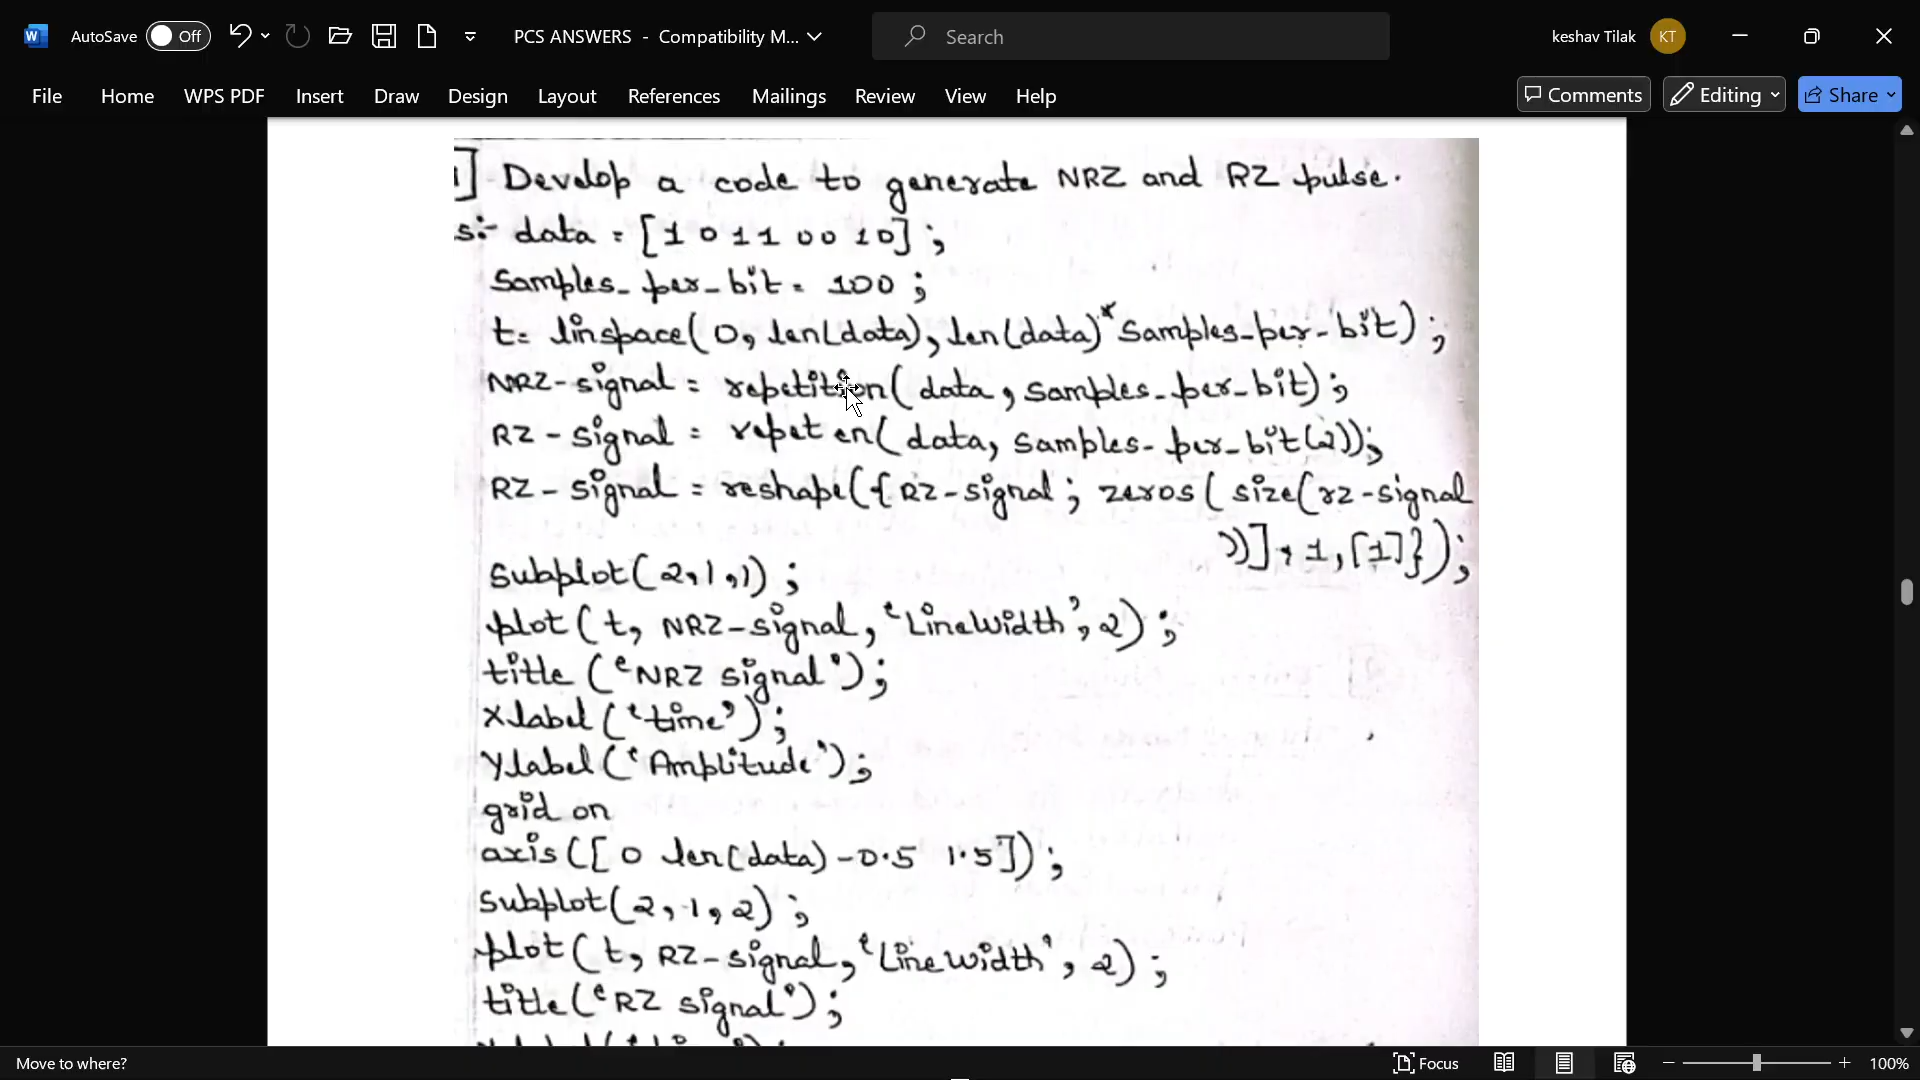 AutoSave Off PCS ANSWERS - Compatibility M... Search keshav Tilak KT
File Home WPS PDF Insert Draw Design Layout References Mailings Review View Help Comments Editing Share
1] Develop a code to generate NRZ and RZ pulse.
s:- data = [1 0 1 1 0 0 1 0];
Samples_per_bit = 100;
t = linspace(0, len(data), len(data)*Samples_per_bit);
NRZ-signal = repetition(data, samples_per_bit);
RZ-signal = repet en(data, samples_per_bit(2));
RZ-signal = reshape({RZ-signal; zeros(size(rz-signal
))], 1, [1]});
subplot(2,1,1);
plot(t, NRZ-signal, 'LineWidth', 2);
title('NRZ signal');
Xlabel('time');
Ylabel('Amplitude');
grid on
axis([0 len(data) -0.5 1.5]);
subplot(2,1,2);
plot(t, RZ-signal, 'Linewidth', 2);
title('RZ signal');
Move to where? Focus 100%